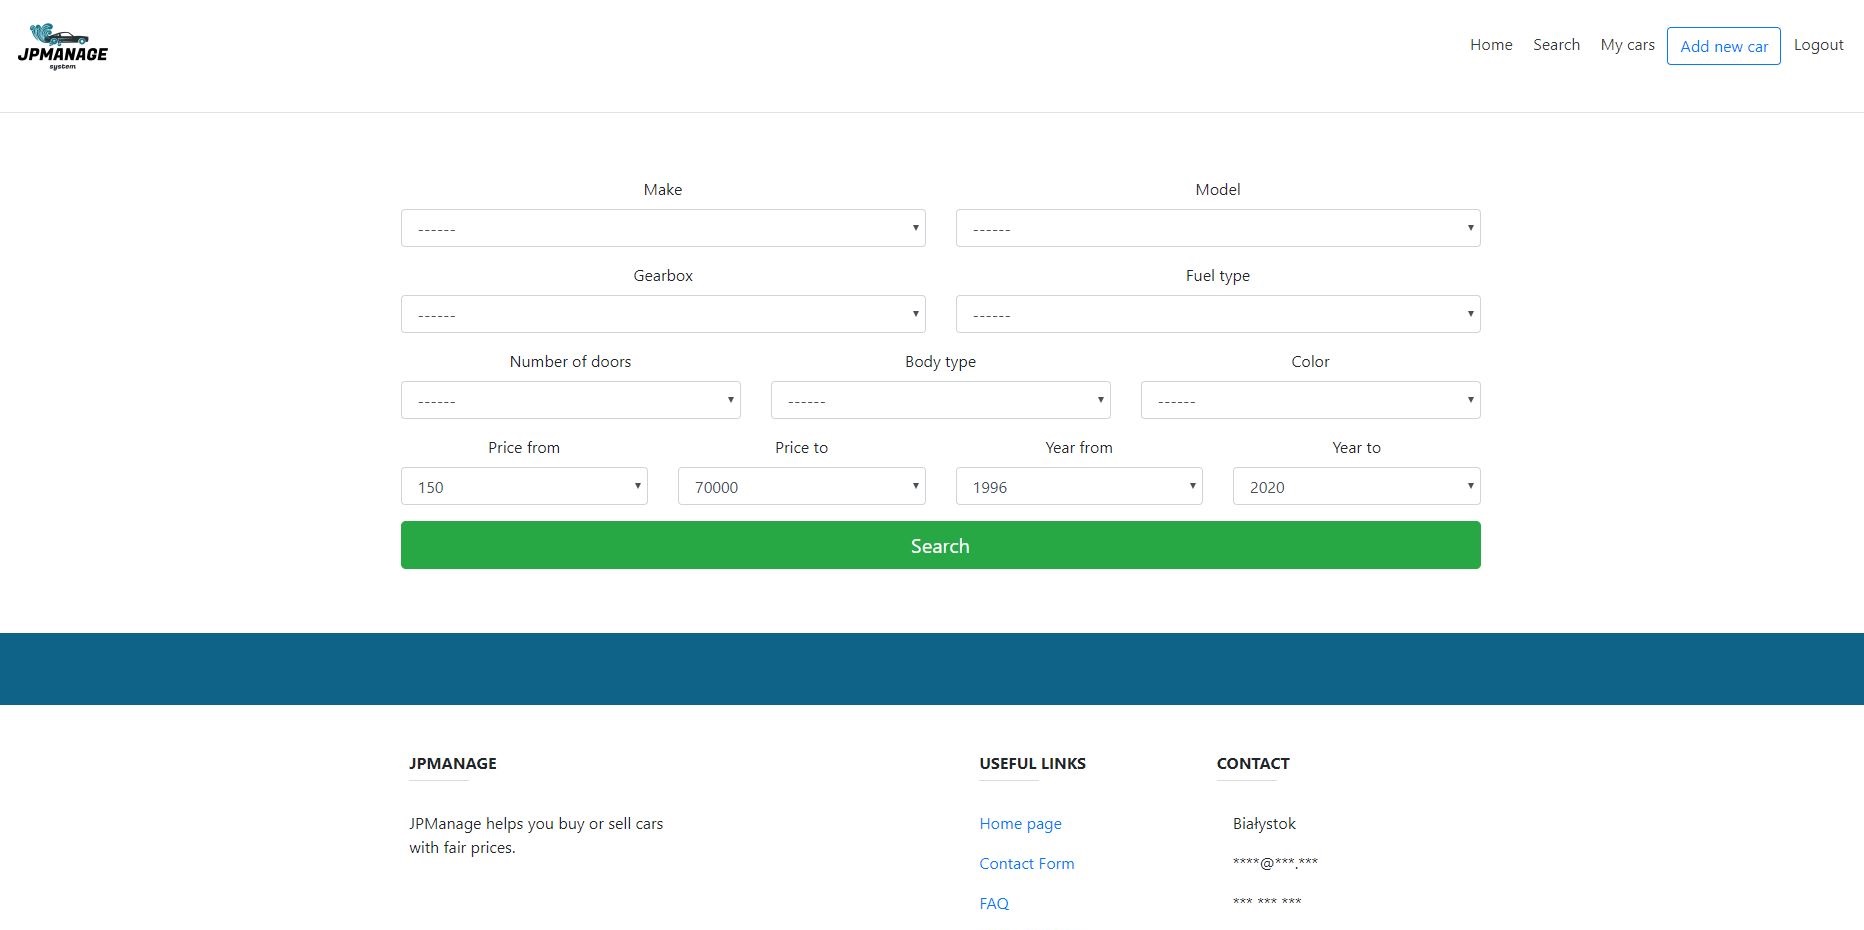 JPMANAGE
system
Home Search My cars Add new car Logout
Make Model
------ ------
Gearbox Fuel type
------ ------
Number of doors Body type Color
------ ------ ------
Price from Price to Year from Year to
150 70000 1996 2020
Search
JPMANAGE USEFUL LINKS CONTACT
JPManage helps you buy or sell cars Home page Białystok
with fair prices.
Contact Form ****@***.***
FAQ *** *** ***